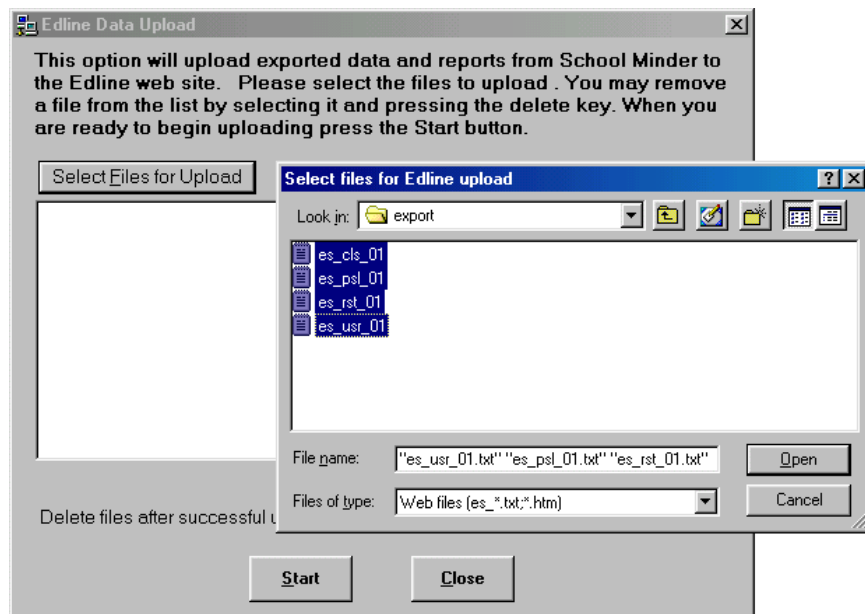 Edline Data Upload
This option will upload exported data and reports from School Minder to
the Edline web site. Please select the files to upload . You may remove
a file from the list by selecting it and pressing the delete key. When you
are ready to begin uploading press the Start button.
Select Files for Upload
Select files for Edline upload
Look in: export
es_cls_01
es_psl_01
es_rst_01
es_usr_01
File name: "es_usr_01.txt" "es_psl_01.txt" "es_rst_01.txt" Open
Files of type: Web files (es_*.txt;*.htm) Cancel
Delete files after successful
Start Close